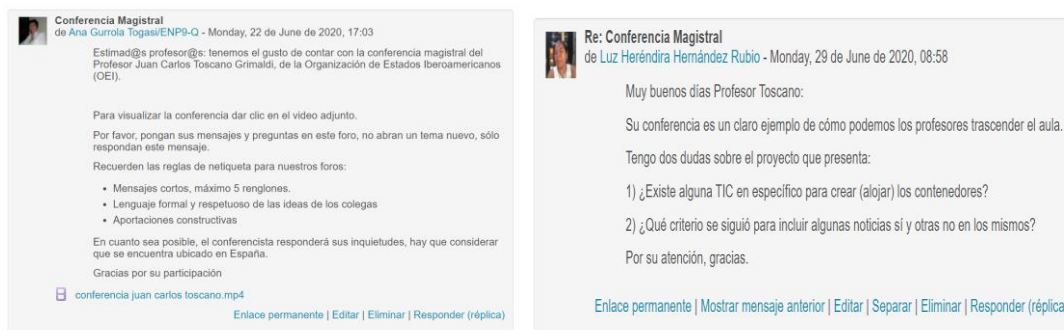 Conferencia Magistral
de Ana Gurrola Togasi/ENP9-Q - Monday, 22 de June de 2020, 17:03
Estimad@s profesor@s: tenemos el gusto de contar con la conferencia magistral del
Profesor Juan Carlos Toscano Grimaldi, de la Organización de Estados Iberoamericanos
(OEI).
Para visualizar la conferencia dar clic en el video adjunto.
Por favor, pongan sus mensajes y preguntas en este foro, no abran un tema nuevo, sólo
respondan este mensaje.
Recuerden las reglas de netiqueta para nuestros foros:
• Mensajes cortos, máximo 5 renglones.
• Lenguaje formal y respetuoso de las ideas de los colegas
• Aportaciones constructivas
En cuanto sea posible, el conferencista responderá sus inquietudes, hay que considerar
que se encuentra ubicado en España.
Gracias por su participación
conferencia juan carlos toscano.mp4
Enlace permanente | Editar | Eliminar | Responder (réplica)
Re: Conferencia Magistral
de Luz Heréndira Hernández Rubio - Monday, 29 de June de 2020, 08:58
Muy buenos días Profesor Toscano:
Su conferencia es un claro ejemplo de cómo podemos los profesores trascender el aula.
Tengo dos dudas sobre el proyecto que presenta:
1) ¿Existe alguna TIC en específico para crear (alojar) los contenedores?
2) ¿Qué criterio se siguió para incluir algunas noticias sí y otras no en los mismos?
Por su atención, gracias.
Enlace permanente | Mostrar mensaje anterior | Editar | Separar | Eliminar | Responder (réplica